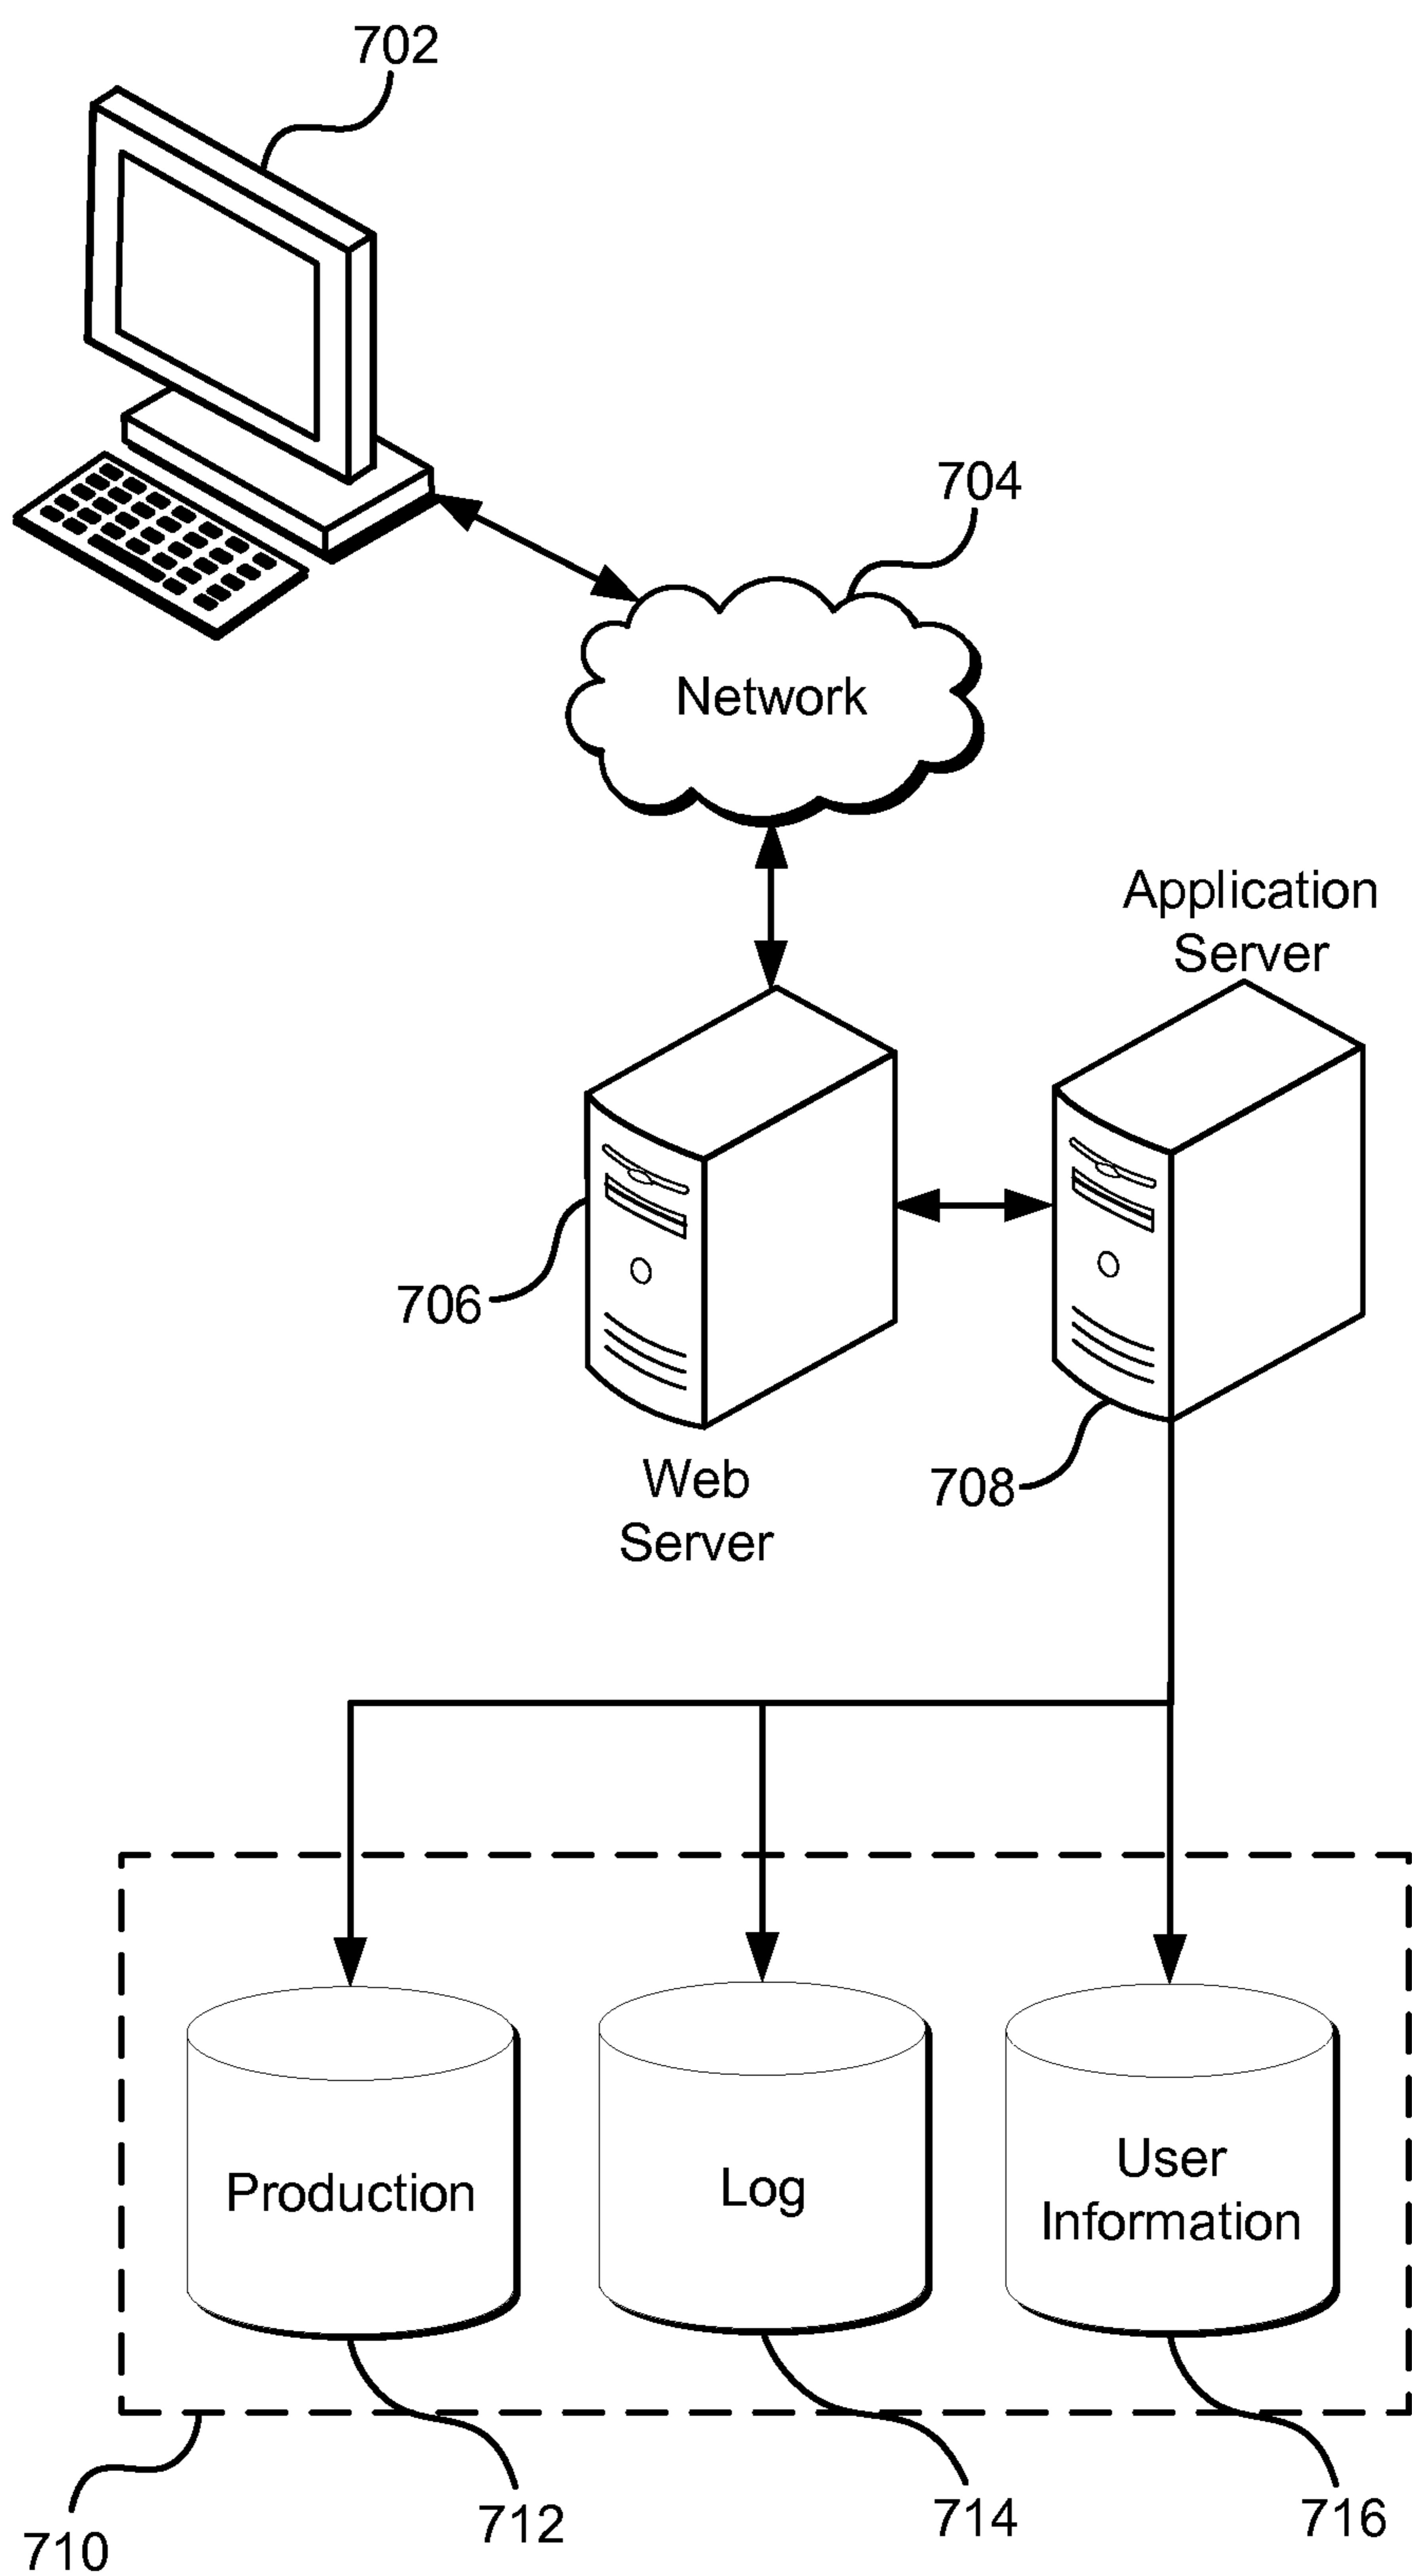 702
704
Network
Application
Server
706
708
Web
Server
Production
Log
User
Information
710
712
714
716